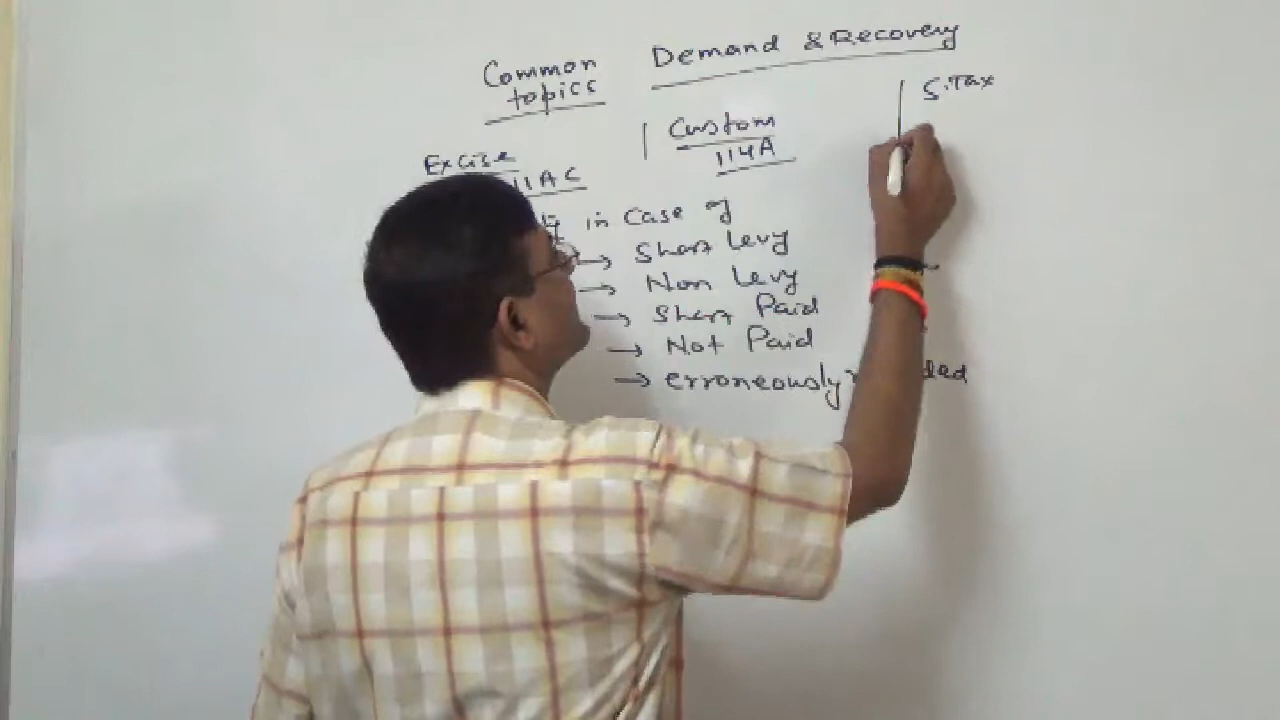 Common topics
Demand & Recovery
Excise
11AC
Custom
114A
S.Tax
in Case of
→ Short Levy
→ Non Levy
→ Short Paid
→ Not Paid
→ erroneously